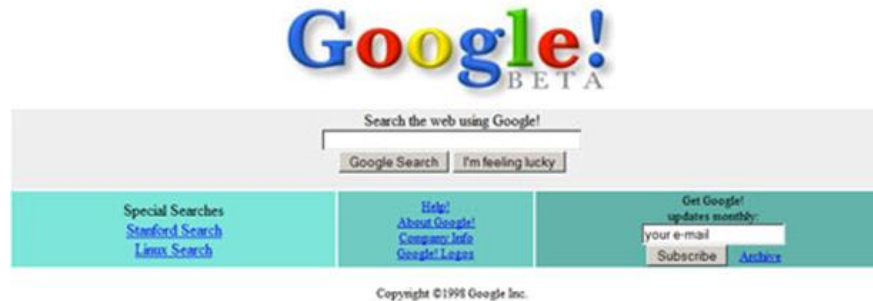 Google!
BETA
Search the web using Google!
Google Search I'm feeling lucky
Special Searches
Stanford Search
Linux Search
Help!
About Google!
Company Info
Google! Logos
Get Google!
updates monthly:
your e-mail
Subscribe Archive
Copyright ©1998 Google Inc.